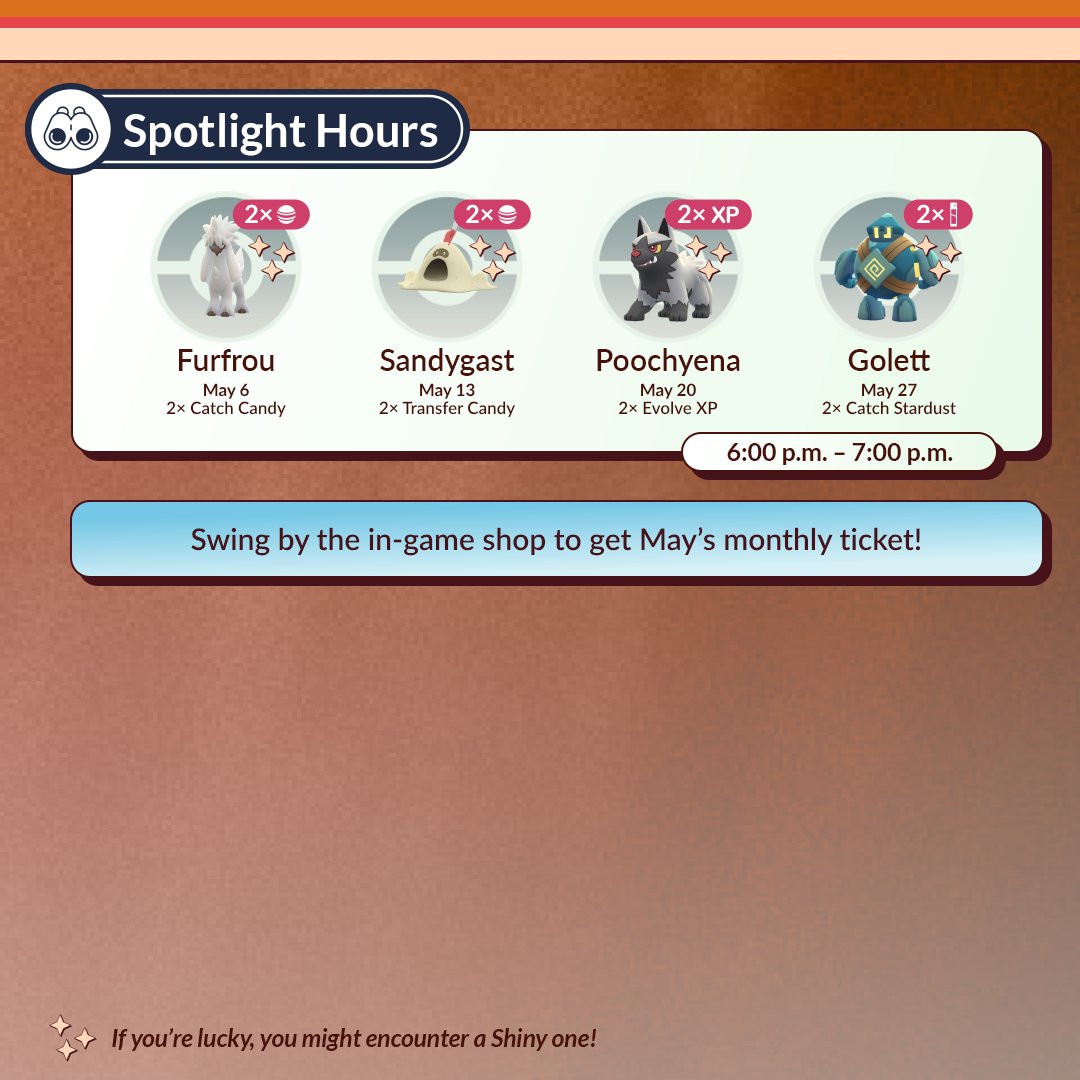 Spotlight Hours
2×
2×
2× XP
2×
Furfrou
May 6
2× Catch Candy
Sandygast
May 13
2× Transfer Candy
Poochyena
May 20
2× Evolve XP
Golett
May 27
2× Catch Stardust
6:00 p.m. – 7:00 p.m.
Swing by the in-game shop to get May’s monthly ticket!
If you’re lucky, you might encounter a Shiny one!